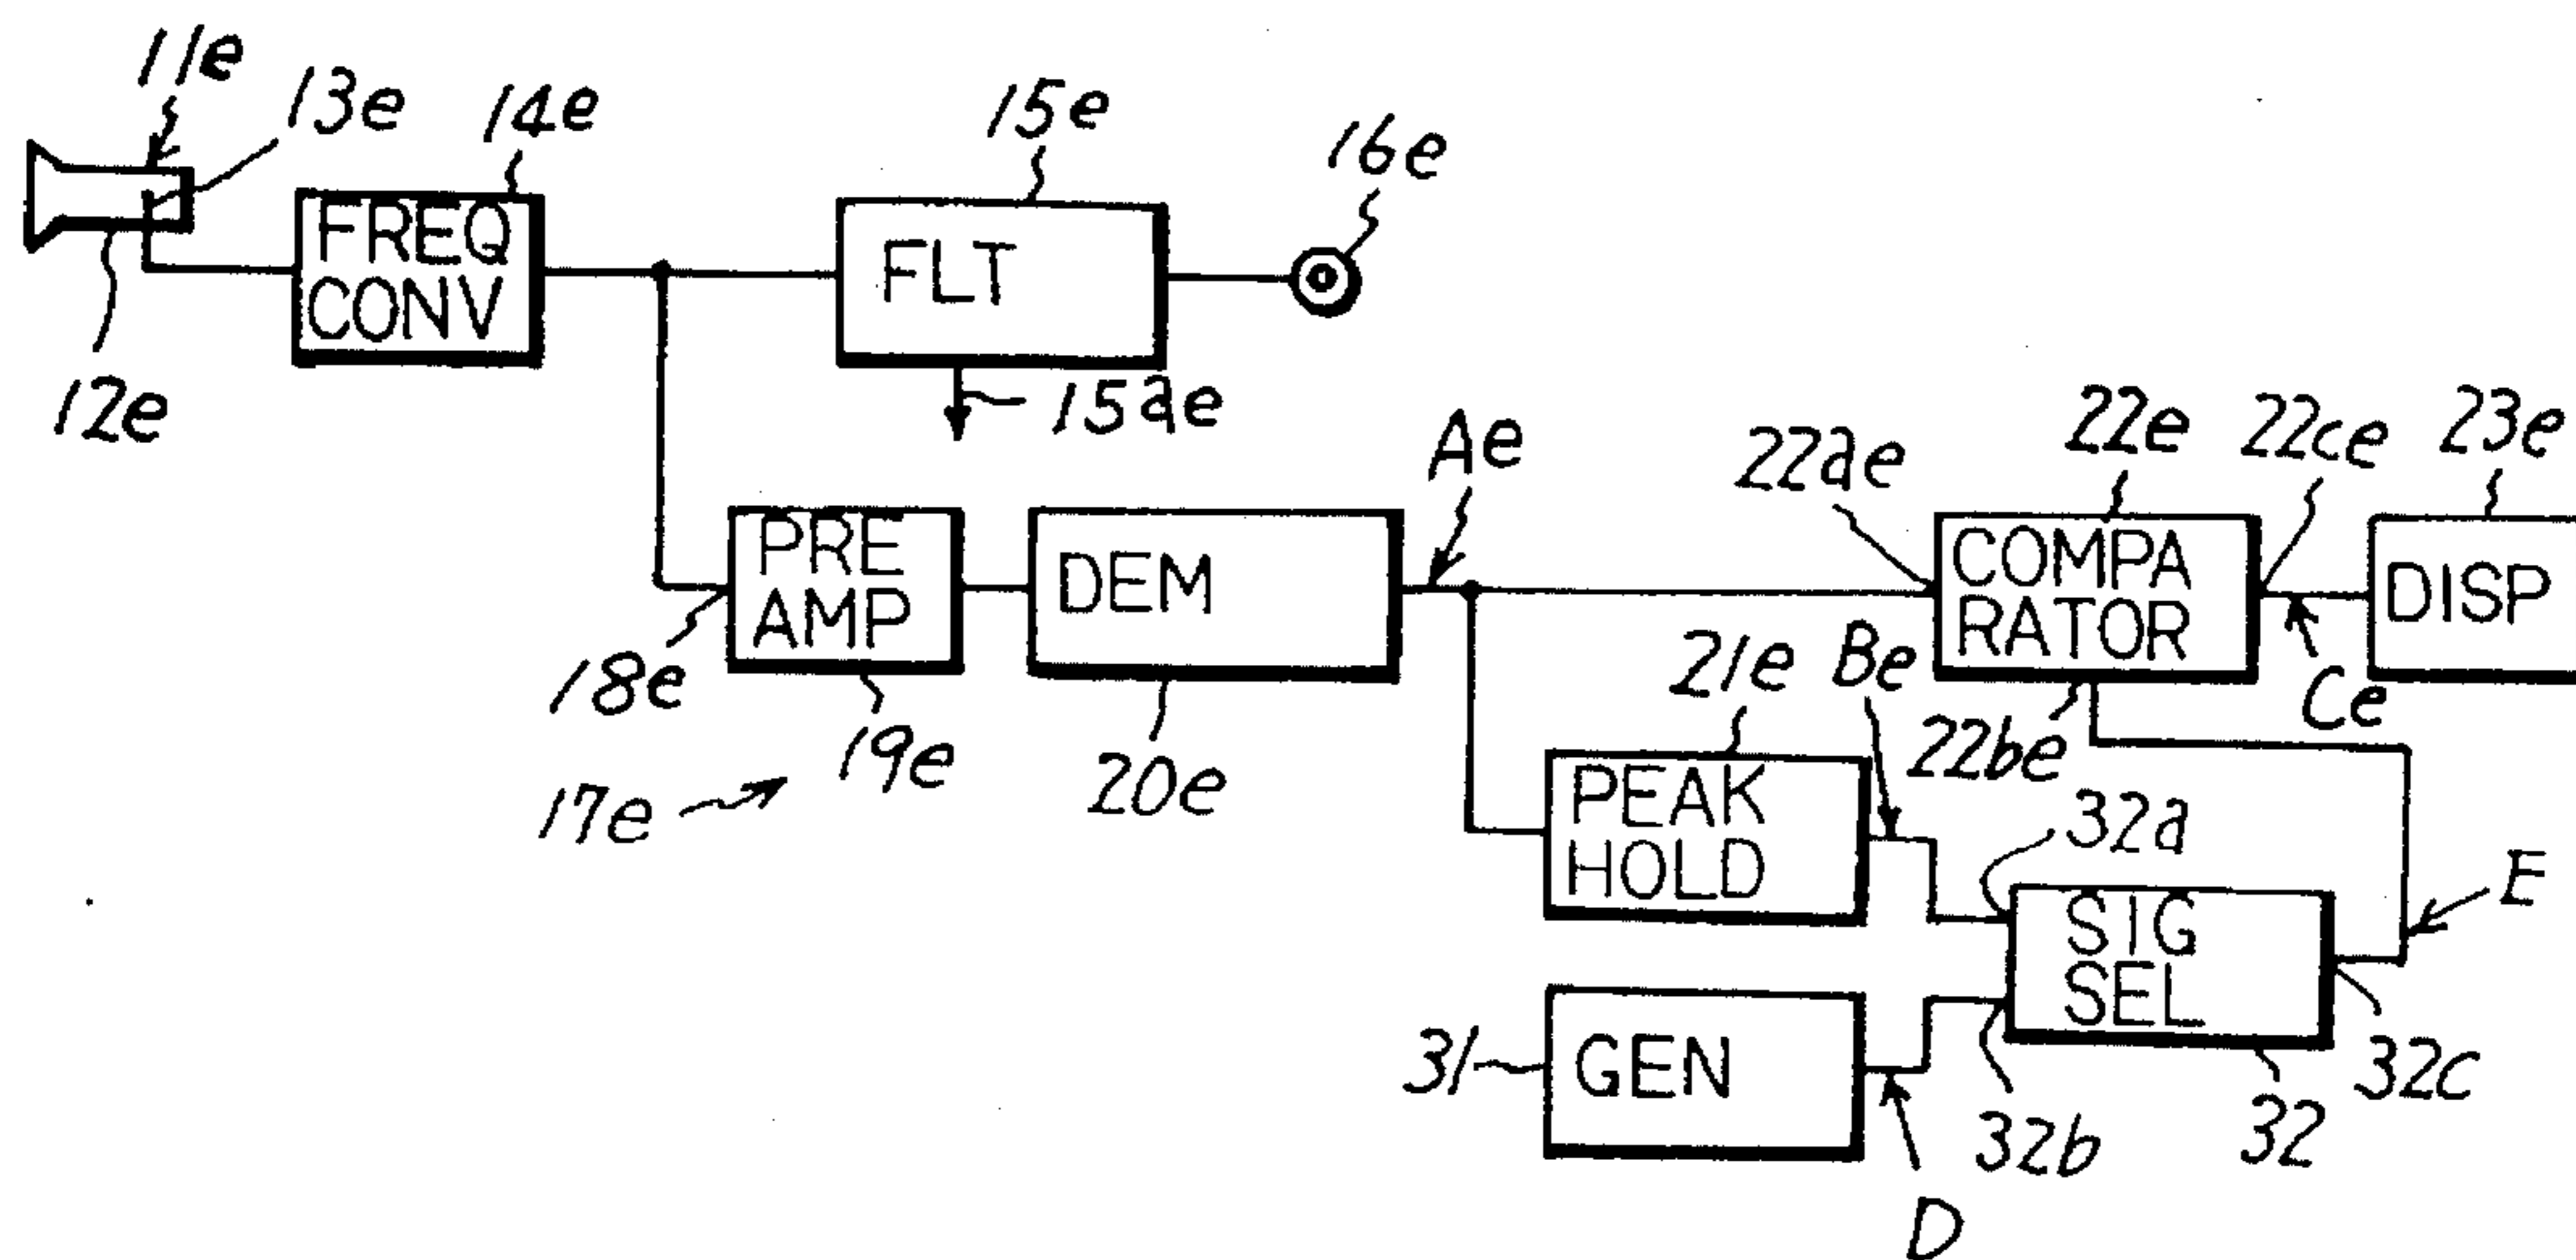 11e
13e
14e
15e
16e
FREQ
CONV
FLT
12e
15ae
Ae
22ae
22e
22ce
23e
PRE
AMP
DEM
COMPA
RATOR
DISP
18e
19e
20e
17e
21e
Be
22be
Ce
PEAK
HOLD
32a
E
SIG
SEL
31
GEN
32b
32
32c
D